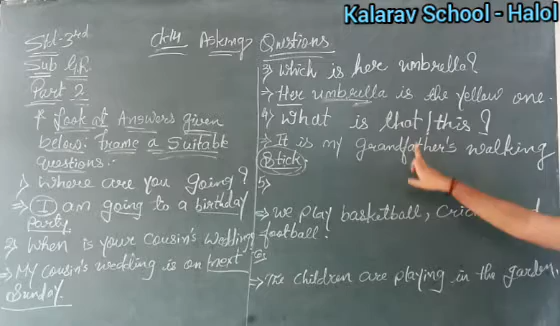 Kalarav School - Halol
Std-3rd
Sub GR
Part 2
Ch-14 Asking Questions
* Look at Answers given
below: Frame a Suitable
questions:-
1) Where are you going?
⇒ I am going to a birthday
party
2) When is your cousin's wedding
⇒ My cousin's wedding is on next
Sunday.
3) Which is her umbrella?
⇒ Her umbrella is the yellow one.
4) What is that/this?
⇒ It is my grandfather's walking
Stick.
5)
⇒ We play basketball,
football.
6)
⇒ The children are playing in the garden.